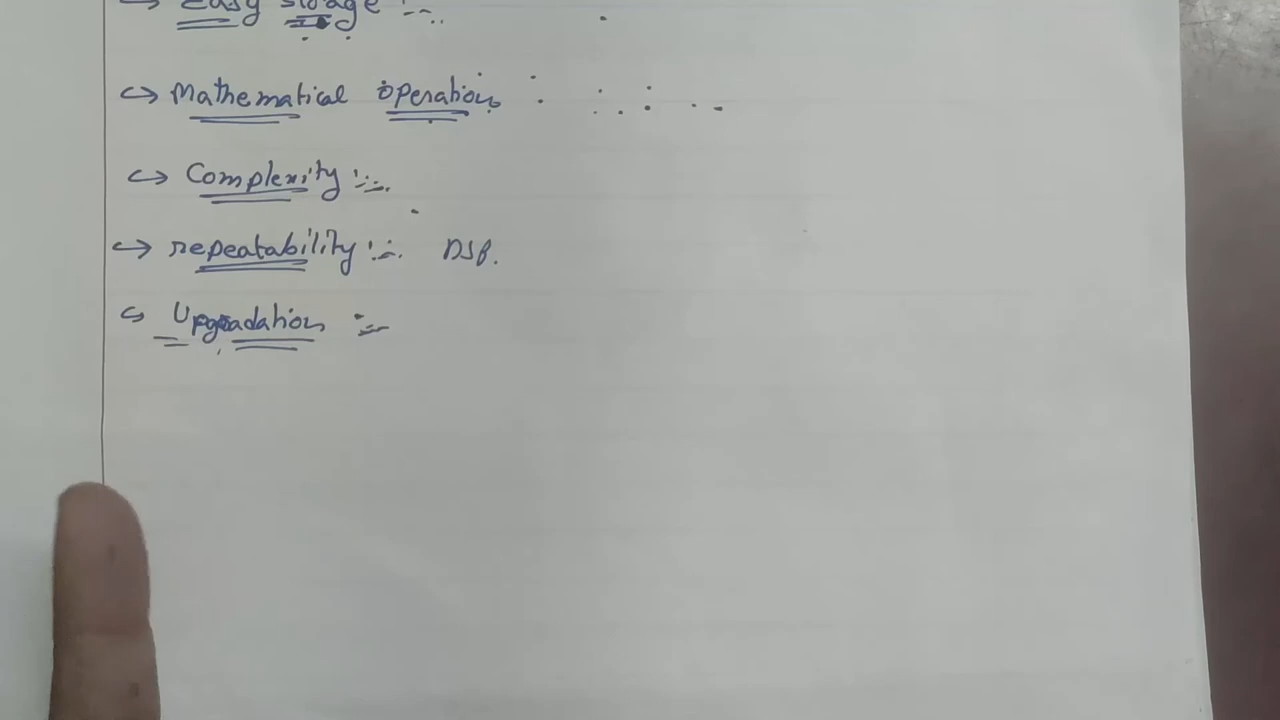 ↪ Easy storage :-
↪ Mathematical operations :
↪ Complexity :-
↪ repeatability :- DSP.
↪ Upgradation :-